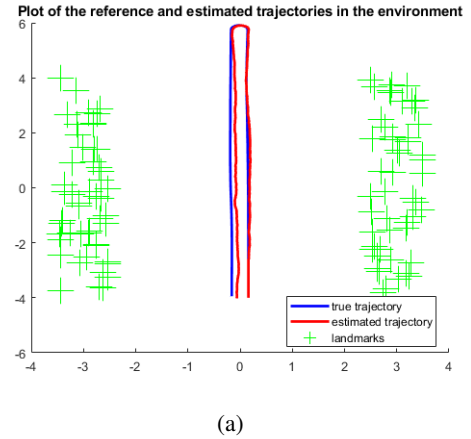 Plot of the reference and estimated trajectories in the environment
6
4
2
0
-2
-4
-6
true trajectory
estimated trajectory
landmarks
-4 -3 -2 -1 0 1 2 3 4
(a)